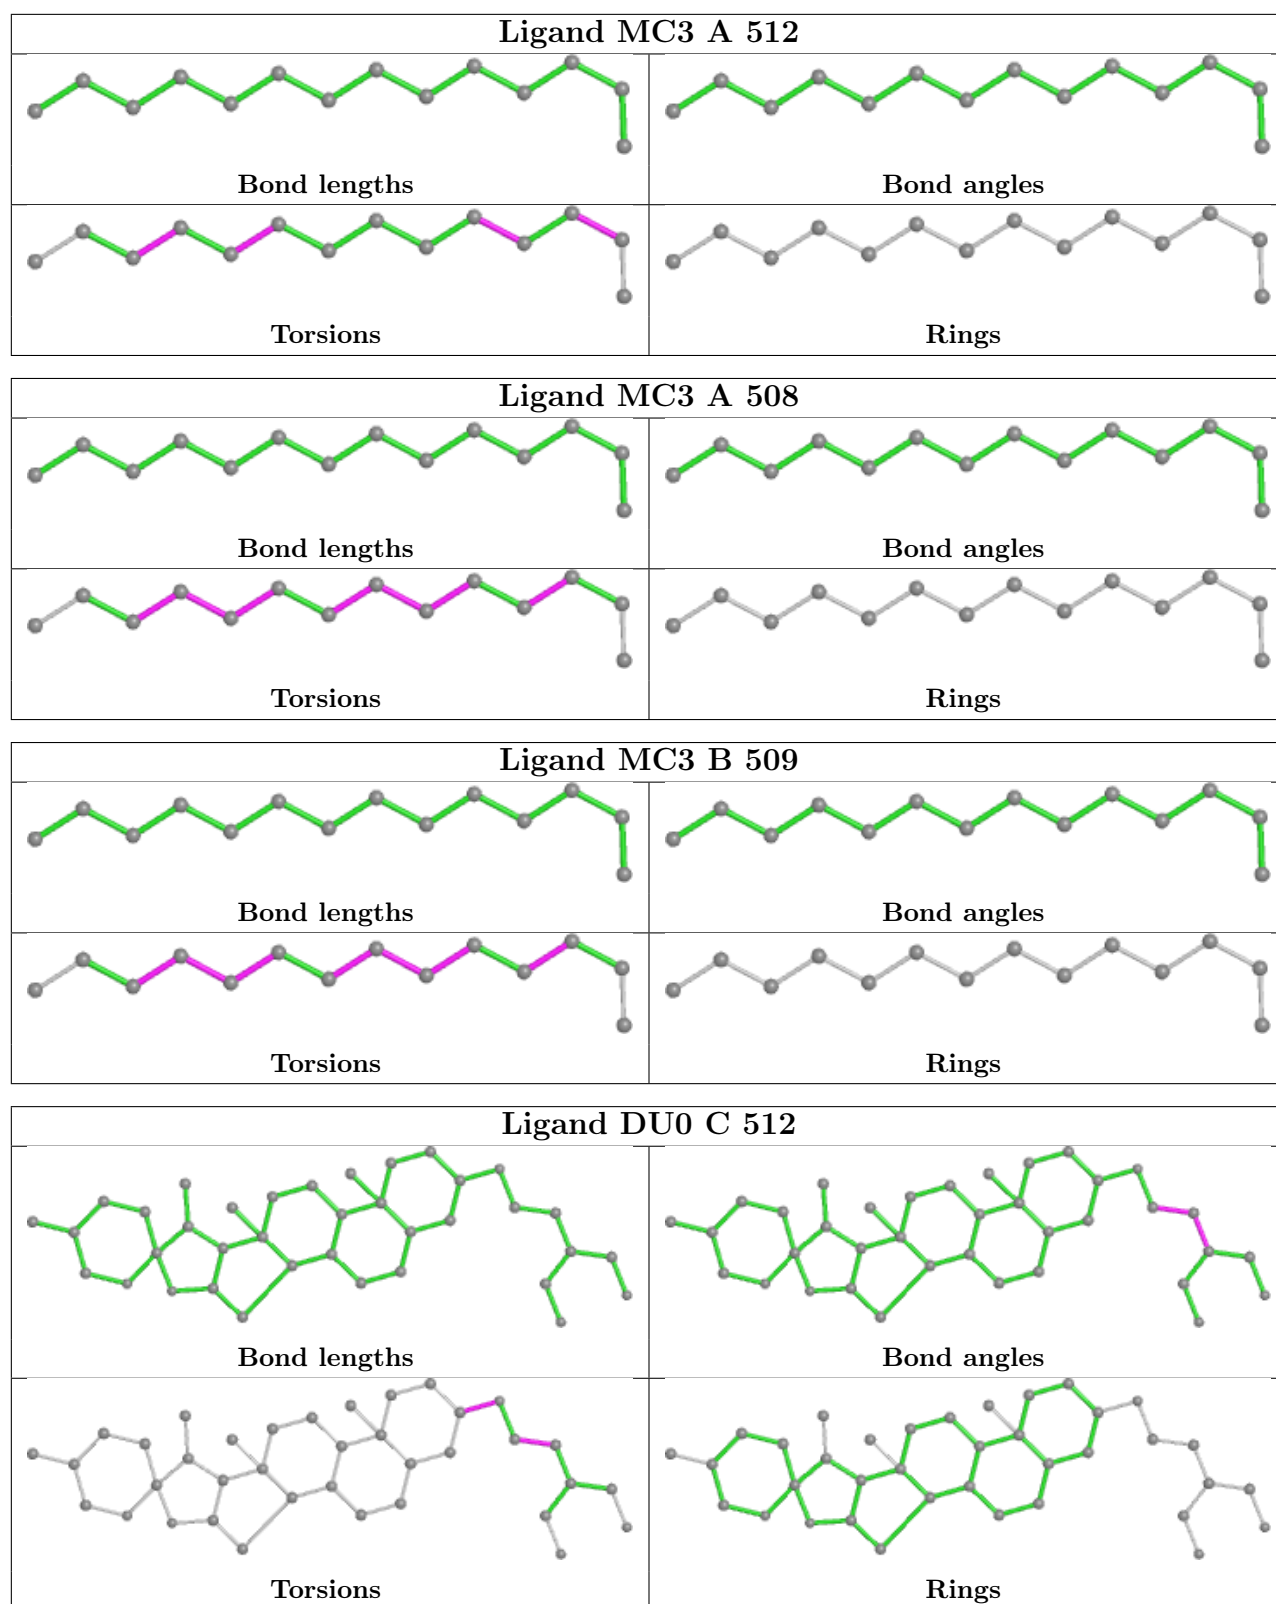 Ligand MC3 A 512
Bond lengths Bond angles
Torsions Rings
Ligand MC3 A 508
Bond lengths Bond angles
Torsions Rings
Ligand MC3 B 509
Bond lengths Bond angles
Torsions Rings
Ligand DU0 C 512
Bond lengths Bond angles
Torsions Rings